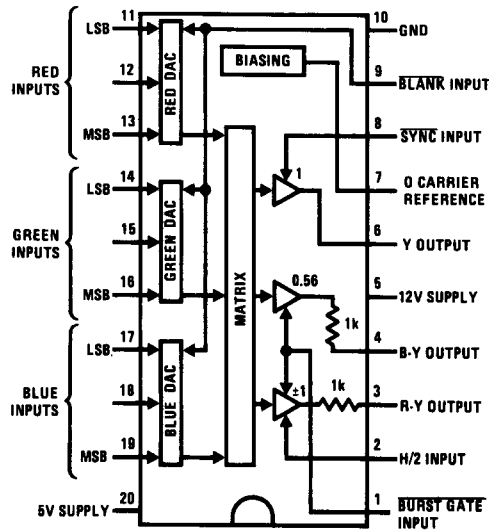 RED
INPUTS
11
LSB
12
13
MSB
RED DAC
GREEN
INPUTS
14
LSB
15
16
MSB
GREEN DAC
BLUE
INPUTS
17
LSB
18
19
MSB
BLUE DAC
20
5V SUPPLY
BIASING
MATRIX
1
0.56
1k
±1
1k
10
GND
9
BLANK INPUT
8
SYNC INPUT
7
O CARRIER
REFERENCE
6
Y OUTPUT
5
12V SUPPLY
4
B-Y OUTPUT
3
R-Y OUTPUT
2
H/2 INPUT
1
BURST GATE
INPUT